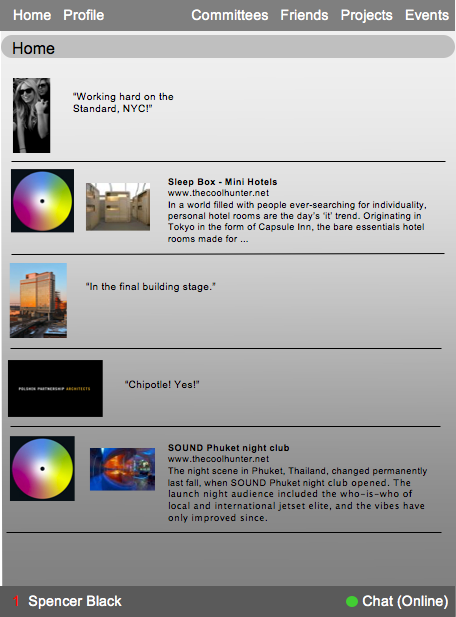 Home Profile Committees Friends Projects Events
Home
"Working hard on the
Standard, NYC!"
Sleep Box - Mini Hotels
www.thecoolhunter.net
In a world filled with people ever-searching for individuality,
personal hotel rooms are the day's 'it' trend. Originating in
Tokyo in the form of Capsule Inn, the bare essentials hotel
rooms made for ...
"In the final building stage."
POLSHEK PARTNERSHIP ARCHITECTS
"Chipotle! Yes!"
SOUND Phuket night club
www.thecoolhunter.net
The night scene in Phuket, Thailand, changed permanently
last fall, when SOUND Phuket night club opened. The
launch night audience included the who-is-who of
local and international jetset elite, and the vibes have
only improved since.
1 Spencer Black Chat (Online)